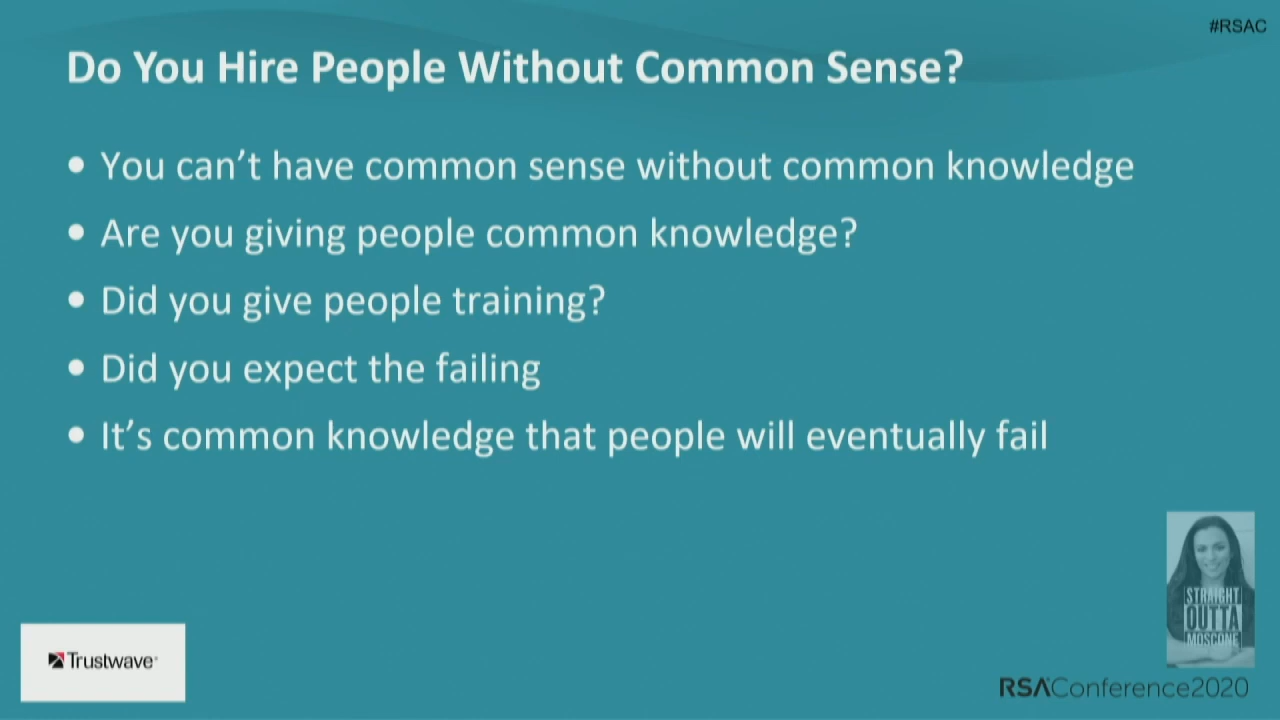 #RSAC
Do You Hire People Without Common Sense?
• You can't have common sense without common knowledge
• Are you giving people common knowledge?
• Did you give people training?
• Did you expect the failing
• It's common knowledge that people will eventually fail
STRAIGHT
OUTTA
MOSCONE
Trustwave®
RSAConference2020